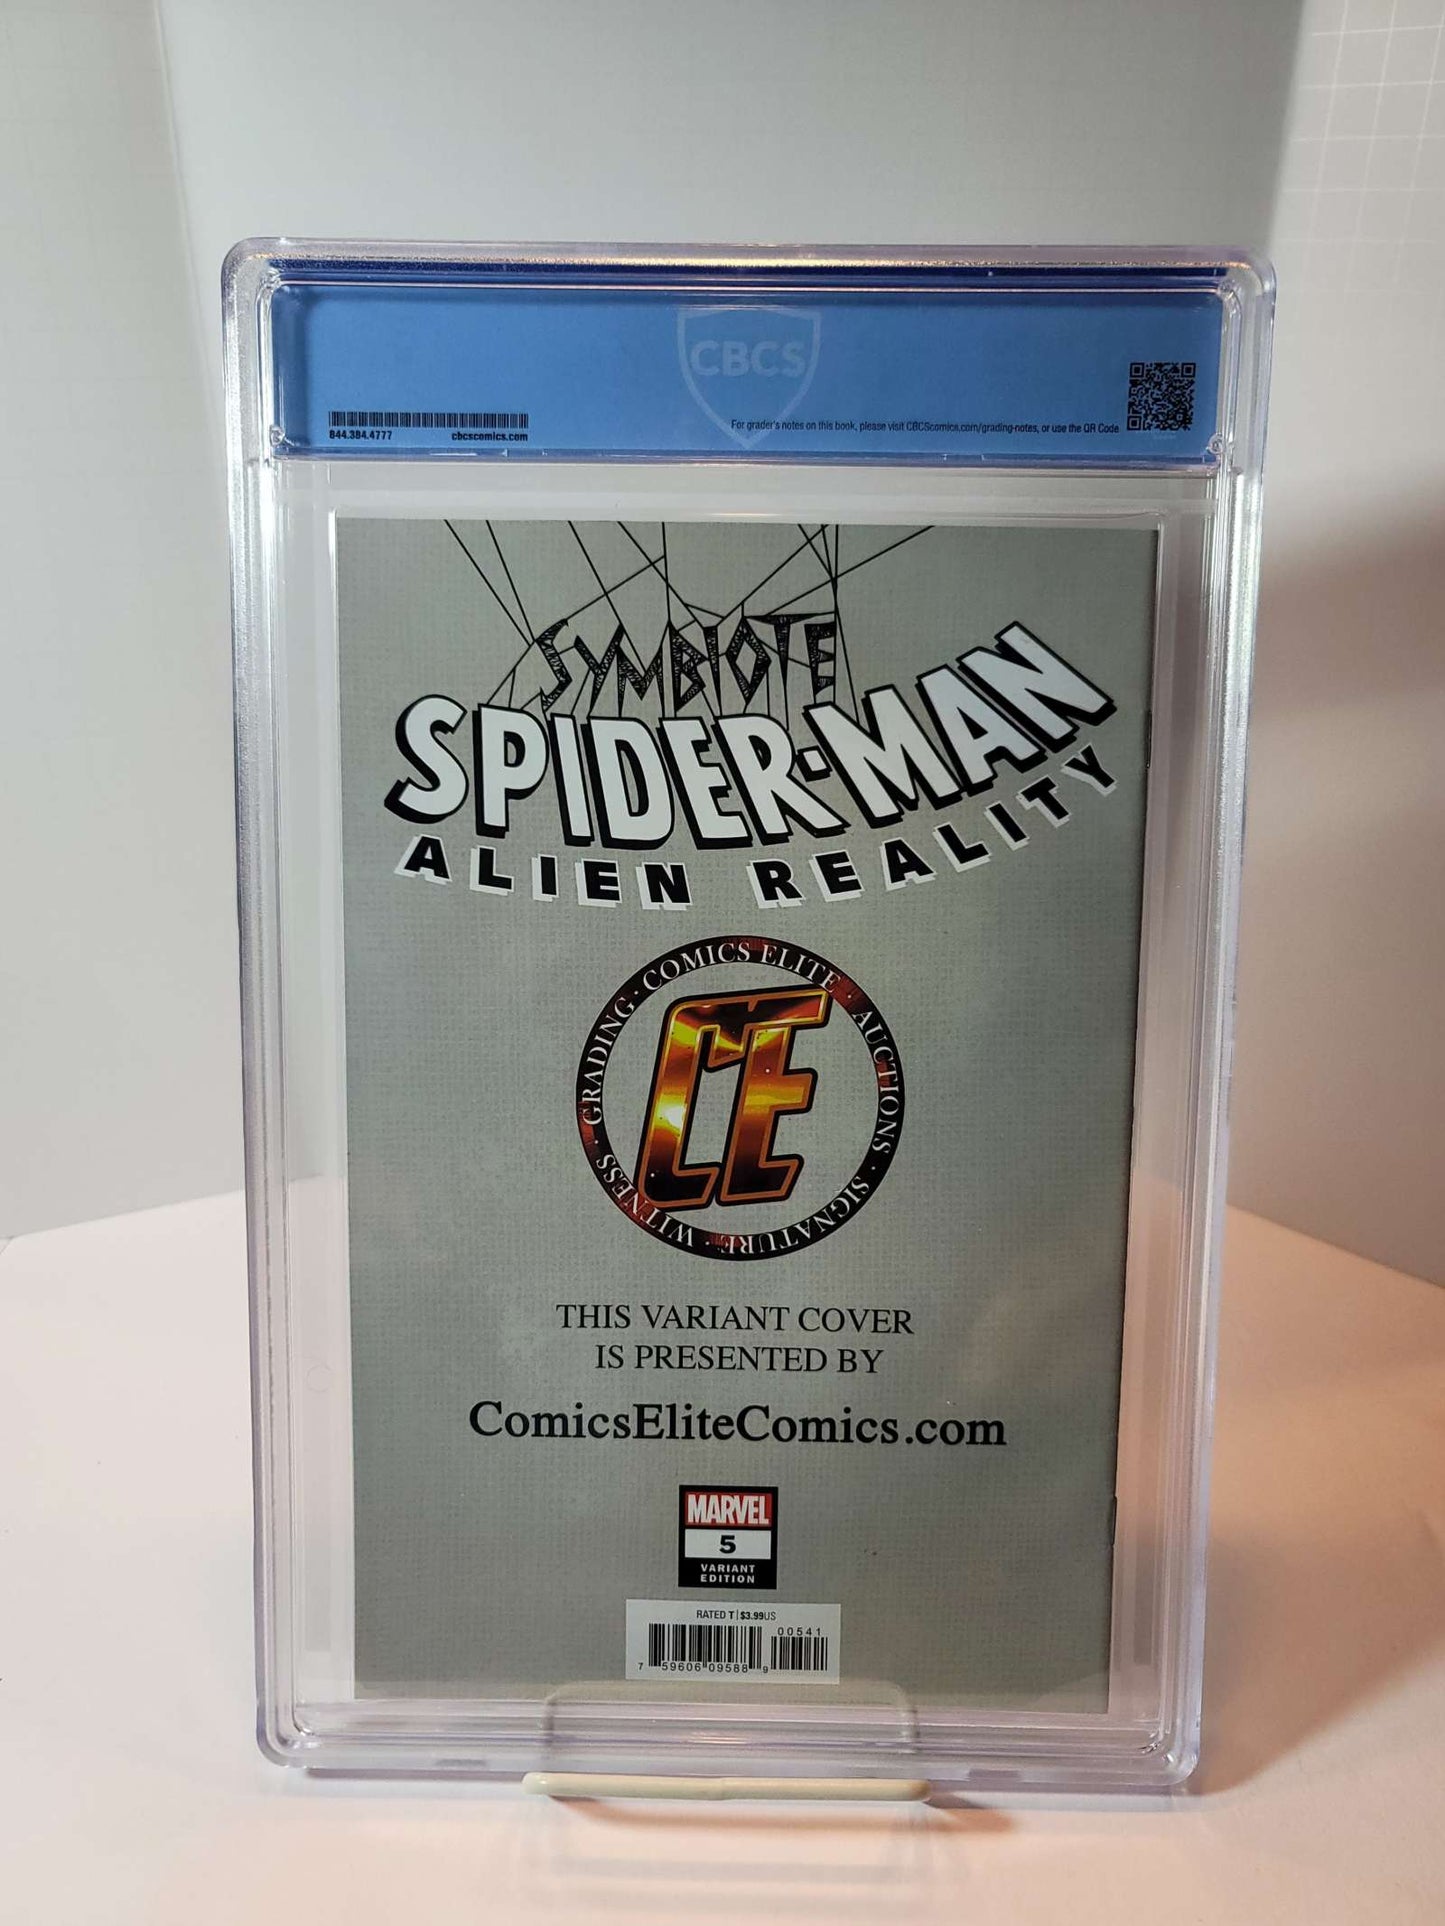 CBCS
844.384.4777 cbcscomics.com
For grader's notes on this book, please visit CBCScomics.com/grading-notes, or use the QR Code
SYMBIOTE
SPIDER-MAN
ALIEN REALITY
COMICS ELITE · AUCTIONS · SIGNATURE · WITNESS · GRADING ·
CE
THIS VARIANT COVER
IS PRESENTED BY
ComicsEliteComics.com
MARVEL
5
VARIANT
EDITION
RATED T | $3.99US
00541
7 59606 09588 9